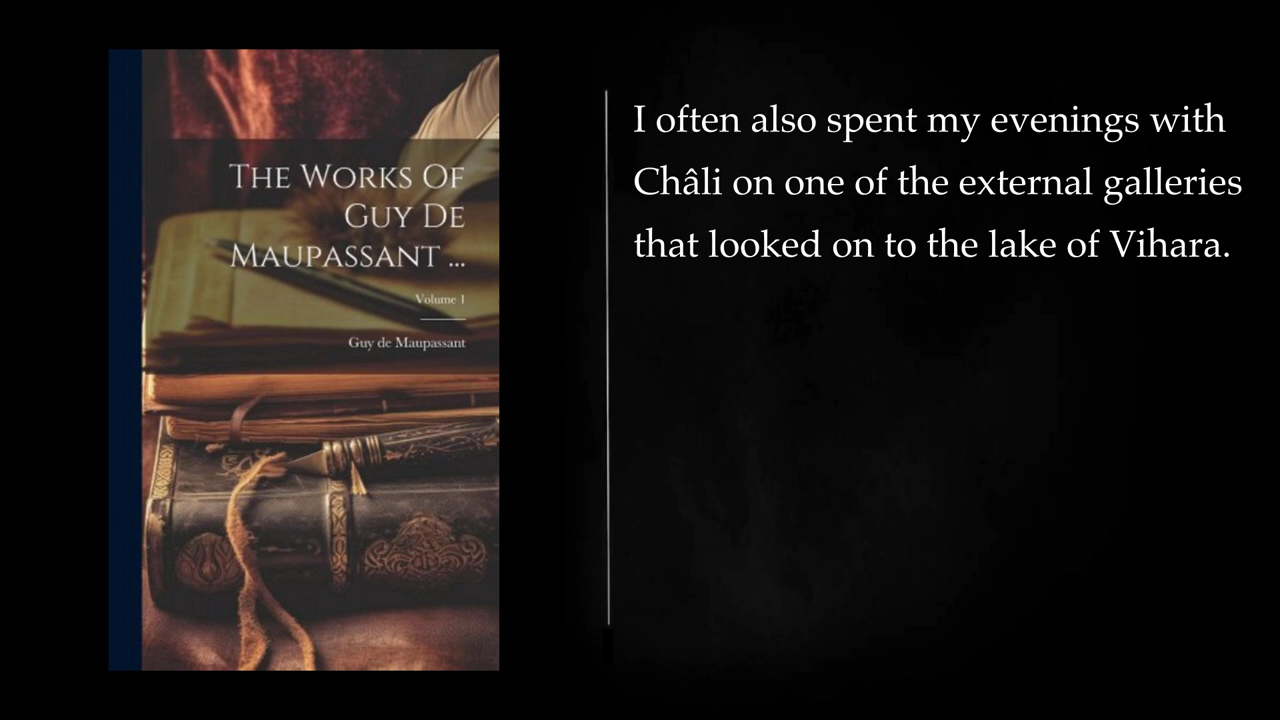 THE WORKS OF
GUY DE
MAUPASSANT ...
Volume 1
Guy de Maupassant
I often also spent my evenings with
Châli on one of the external galleries
that looked on to the lake of Vihara.